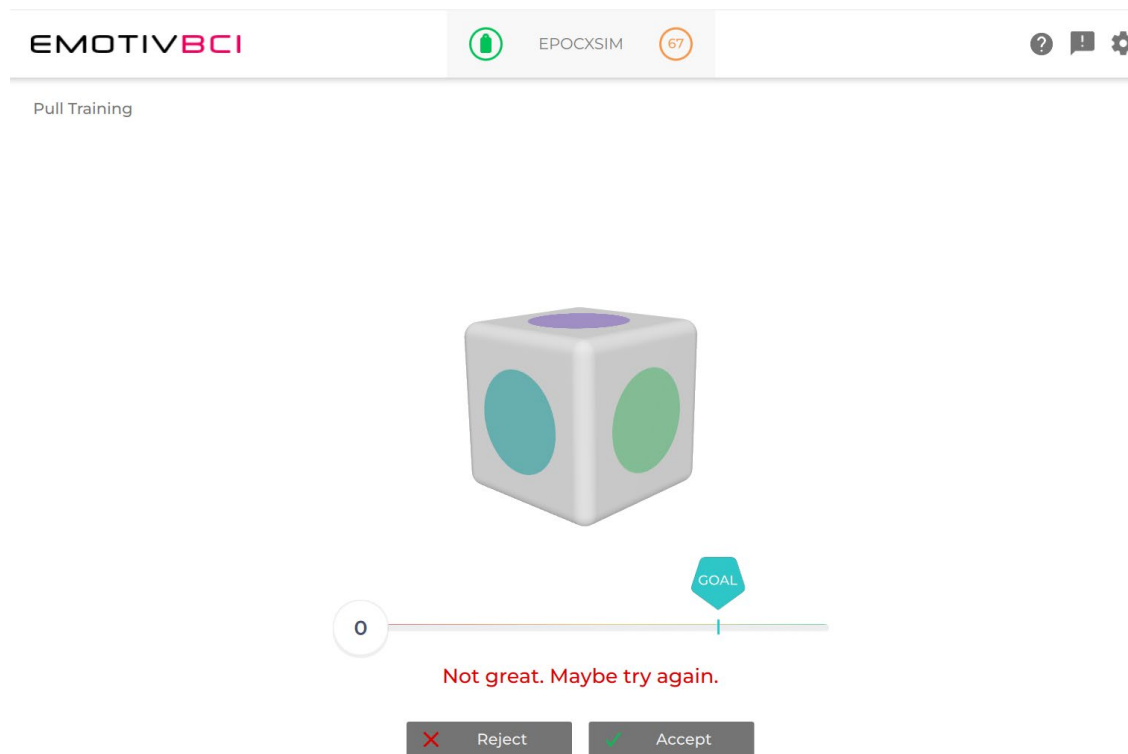 EMOTIVBCI
EPOCXSIM
67
Pull Training
GOAL
0
Not great. Maybe try again.
Reject
Accept